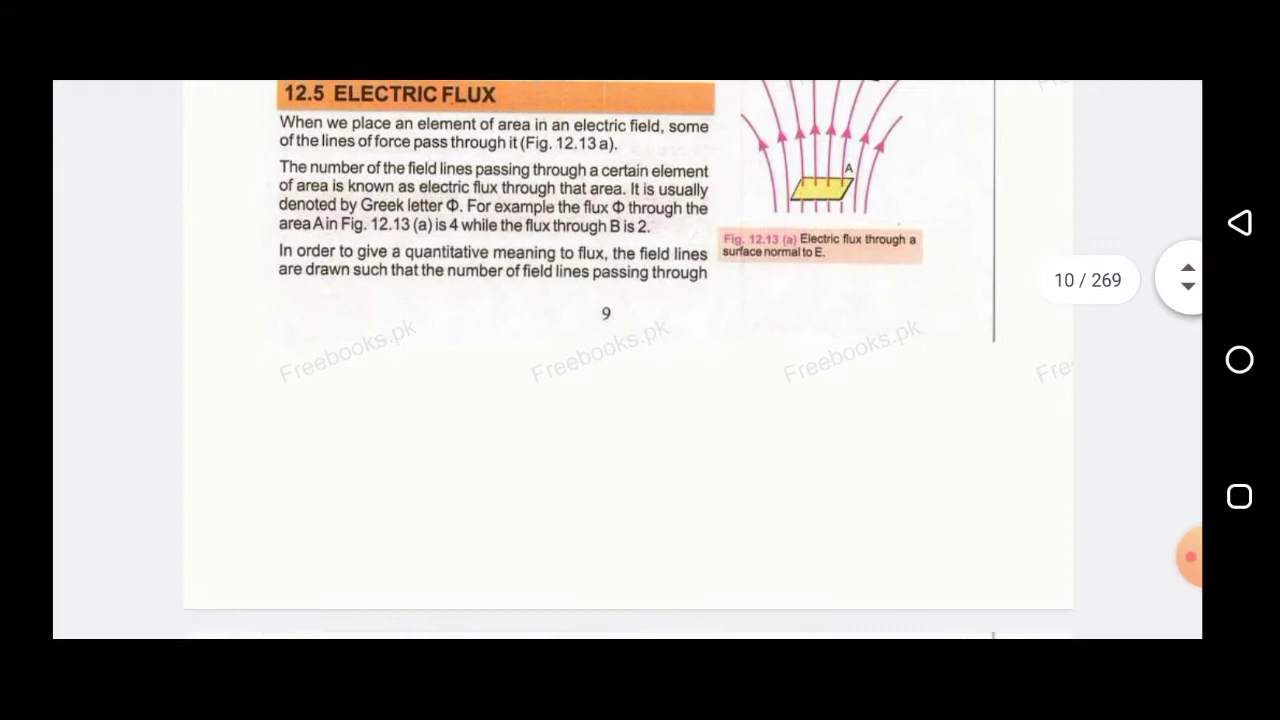 12.5 ELECTRIC FLUX
When we place an element of area in an electric field, some
of the lines of force pass through it (Fig. 12.13 a).
The number of the field lines passing through a certain element
of area is known as electric flux through that area. It is usually
denoted by Greek letter Φ. For example the flux Φ through the
area A in Fig. 12.13 (a) is 4 while the flux through B is 2.
In order to give a quantitative meaning to flux, the field lines
are drawn such that the number of field lines passing through
A
Fig. 12.13 (a) Electric flux through a
surface normal to E.
10 / 269
9
Freebooks.pk
Freebooks.pk
Freebooks.pk
Free